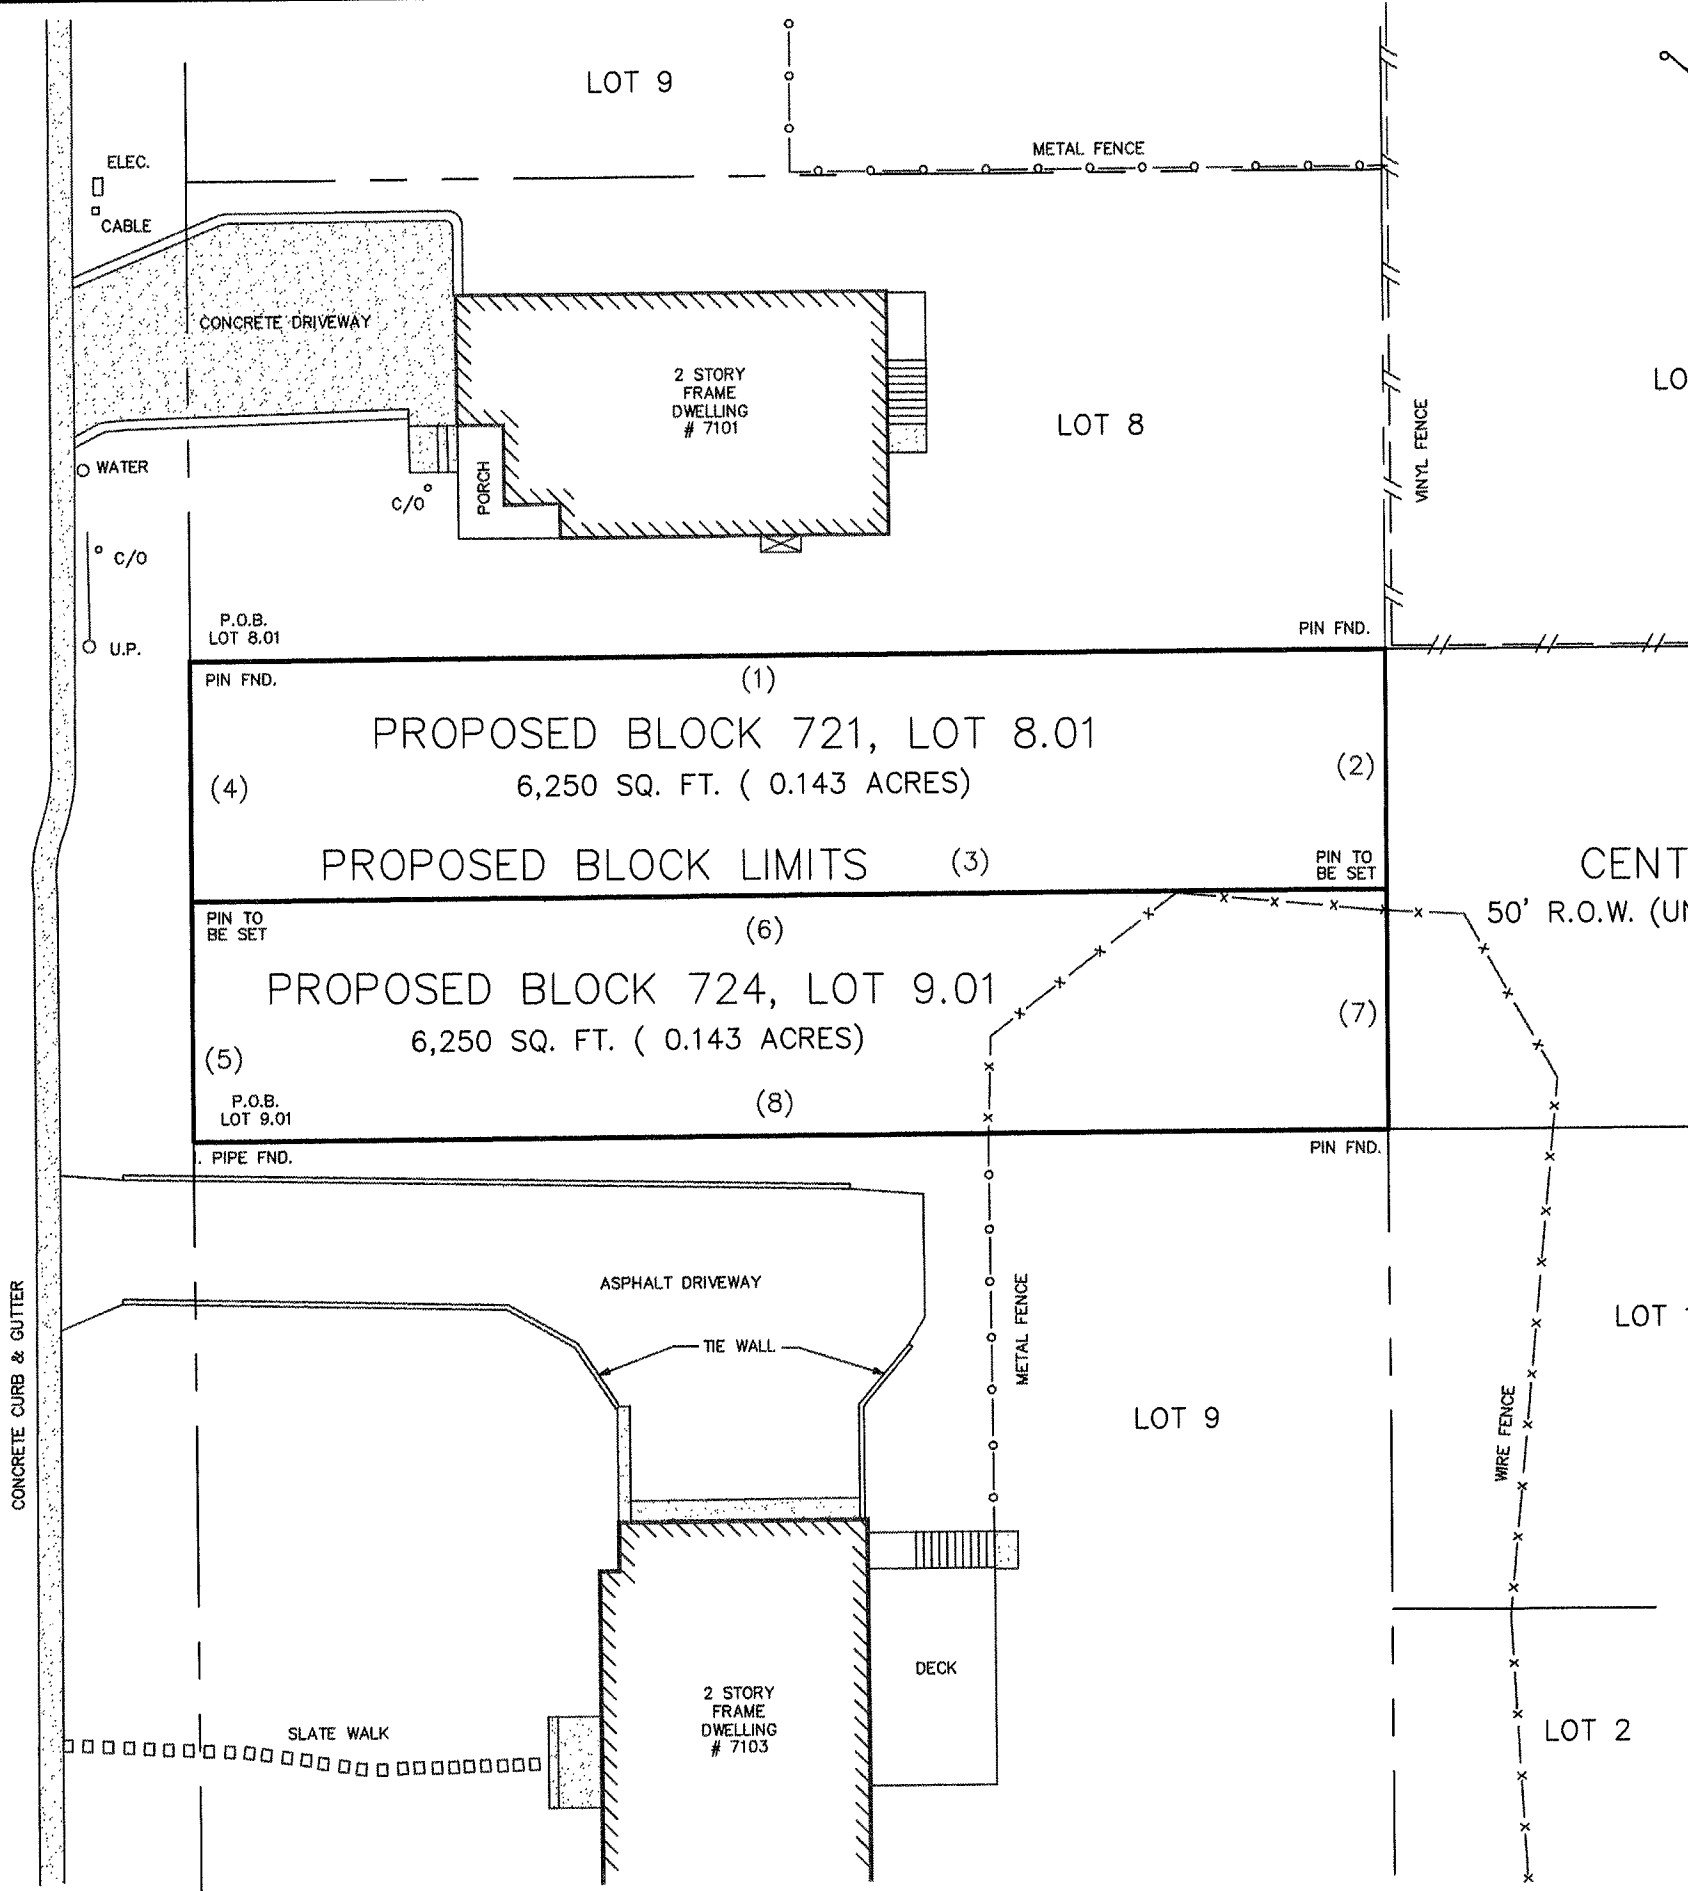 LOT 9
METAL FENCE
ELEC.
CABLE
CONCRETE DRIVEWAY
2 STORY
FRAME
DWELLING
# 7101
LO
LOT 8
VINYL FENCE
WATER
C/O
PORCH
C/O
P.O.B.
LOT 8.01
U.P.
PIN FND.
PIN FND.
(1)
PROPOSED BLOCK 721, LOT 8.01
6,250 SQ. FT. ( 0.143 ACRES)
(2)
(4)
PROPOSED BLOCK LIMITS
(3)
PIN TO
BE SET
CENT
50' R.O.W. (UN
PIN TO
BE SET
(6)
PROPOSED BLOCK 724, LOT 9.01
6,250 SQ. FT. ( 0.143 ACRES)
(7)
(5)
P.O.B.
LOT 9.01
(8)
. PIPE FND.
PIN FND.
ASPHALT DRIVEWAY
CONCRETE CURB & GUTTER
TIE WALL
METAL FENCE
LOT 1
LOT 9
WIRE FENCE
DECK
2 STORY
FRAME
DWELLING
# 7103
SLATE WALK
LOT 2